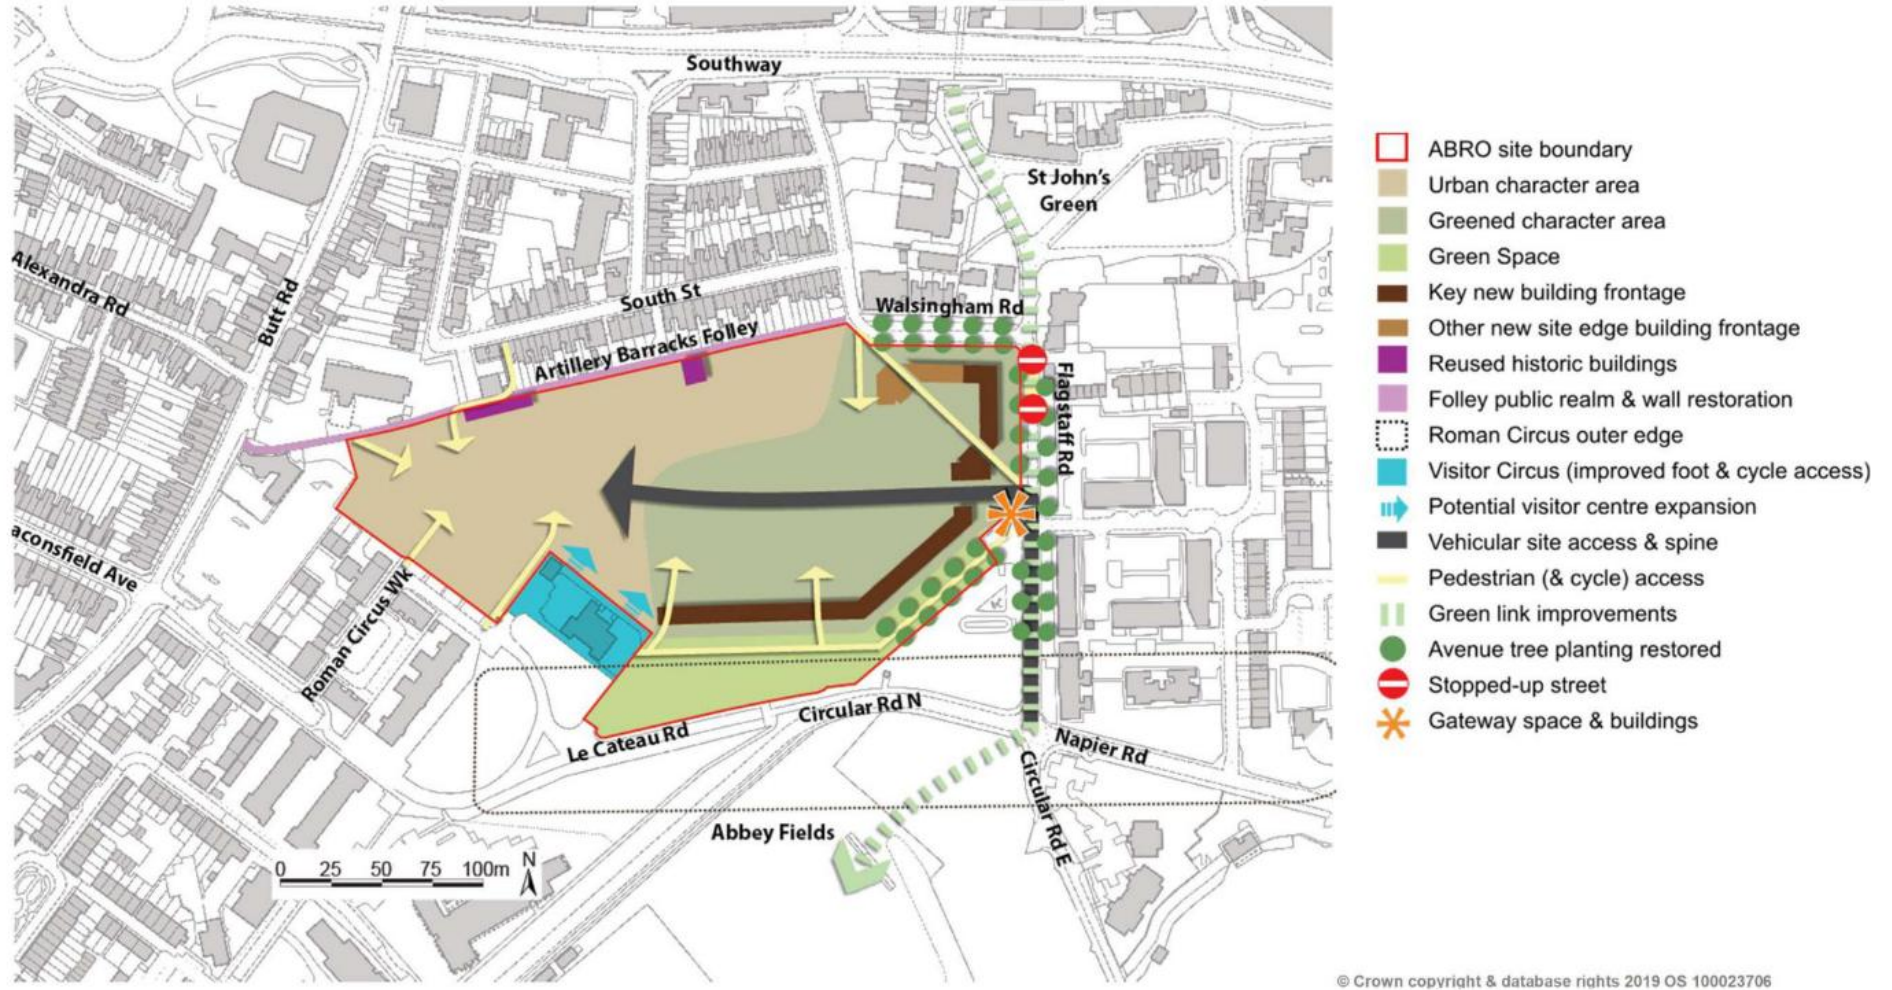 Southway
St John's
Green
Alexandra Rd
Butt Rd
South St
Walsingham Rd
Artillery Barracks Folley
Flagstaff Rd
aconsfield Ave
Roman Circus Wk
Le Cateau Rd
Circular Rd N
Napier Rd
Circular Rd E
Abbey Fields
0 25 50 75 100m
N
ABRO site boundary
Urban character area
Greened character area
Green Space
Key new building frontage
Other new site edge building frontage
Reused historic buildings
Folley public realm & wall restoration
Roman Circus outer edge
Visitor Circus (improved foot & cycle access)
Potential visitor centre expansion
Vehicular site access & spine
Pedestrian (& cycle) access
Green link improvements
Avenue tree planting restored
Stopped-up street
Gateway space & buildings
© Crown copyright & database rights 2019 OS 100023706